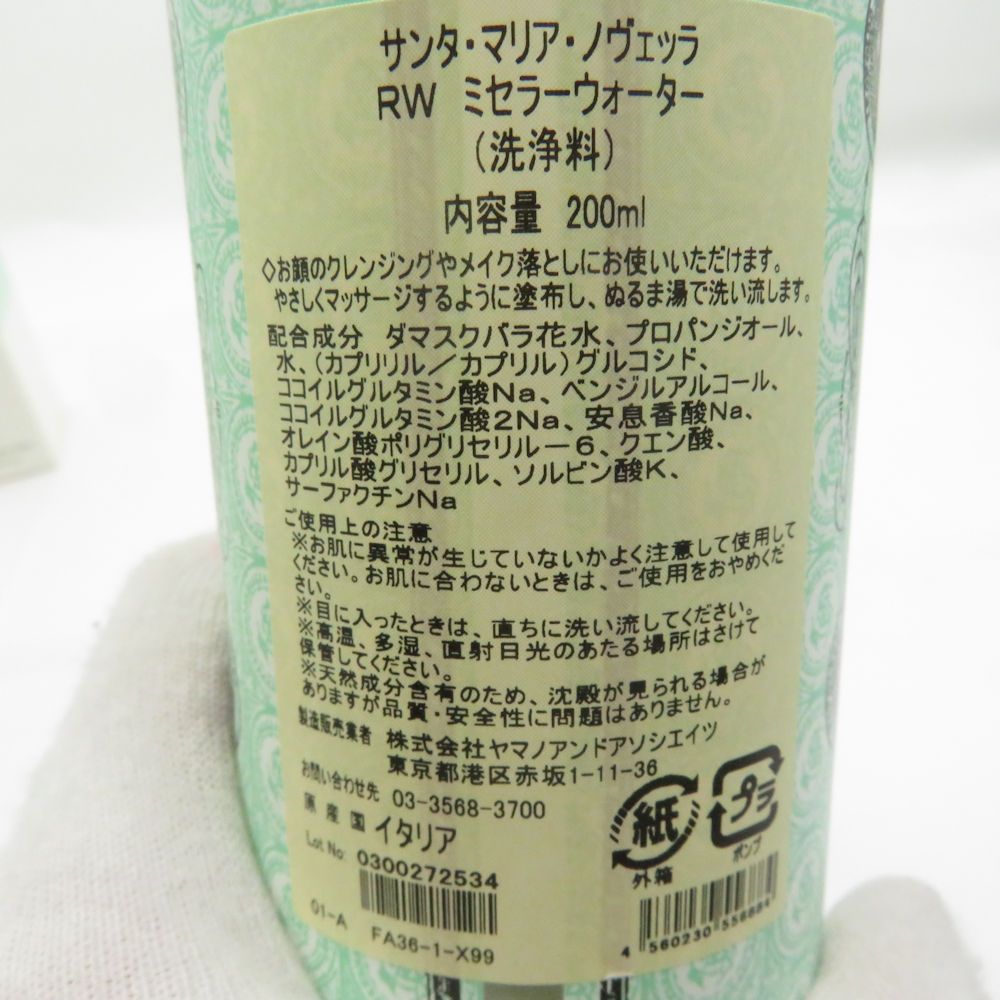 サンタ・マリア・ノヴェッラ
RW ミセラーウォーター
(洗浄料)
内容量 200ml
◇お顔のクレンジングやメイク落としにお使いいただけます。
やさしくマッサージするように塗布し、ぬるま湯で洗い流します。
配合成分 ダマスクバラ花水、プロパンジオール、
水、(カプリリル/カプリル)グルコシド、
ココイルグルタミン酸Na、ベンジルアルコール、
ココイルグルタミン酸2Na、安息香酸Na、
オレイン酸ポリグリセリル-6、クエン酸、
カプリル酸グリセリル、ソルビン酸K、
サーファクチンNa
ご使用上の注意
※お肌に異常が生じていないかよく注意して使用して
ください。お肌に合わないときは、ご使用をおやめくだ
さい。
※目に入ったときは、直ちに洗い流してください。
※高温、多湿、直射日光のあたる場所はさけて
保管してください。
※天然成分含有のため、沈殿が見られる場合が
ありますが品質・安全性に問題はありません。
製造販売業者 株式会社ヤマノアンドアソシエイツ
東京都港区赤坂1-11-36
お問い合わせ先 03-3568-3700
原産国 イタリア
Lot No: 0300272534
01-A FA36-1-X99
紙
外箱
プラ
ポンプ
4 560230 556884